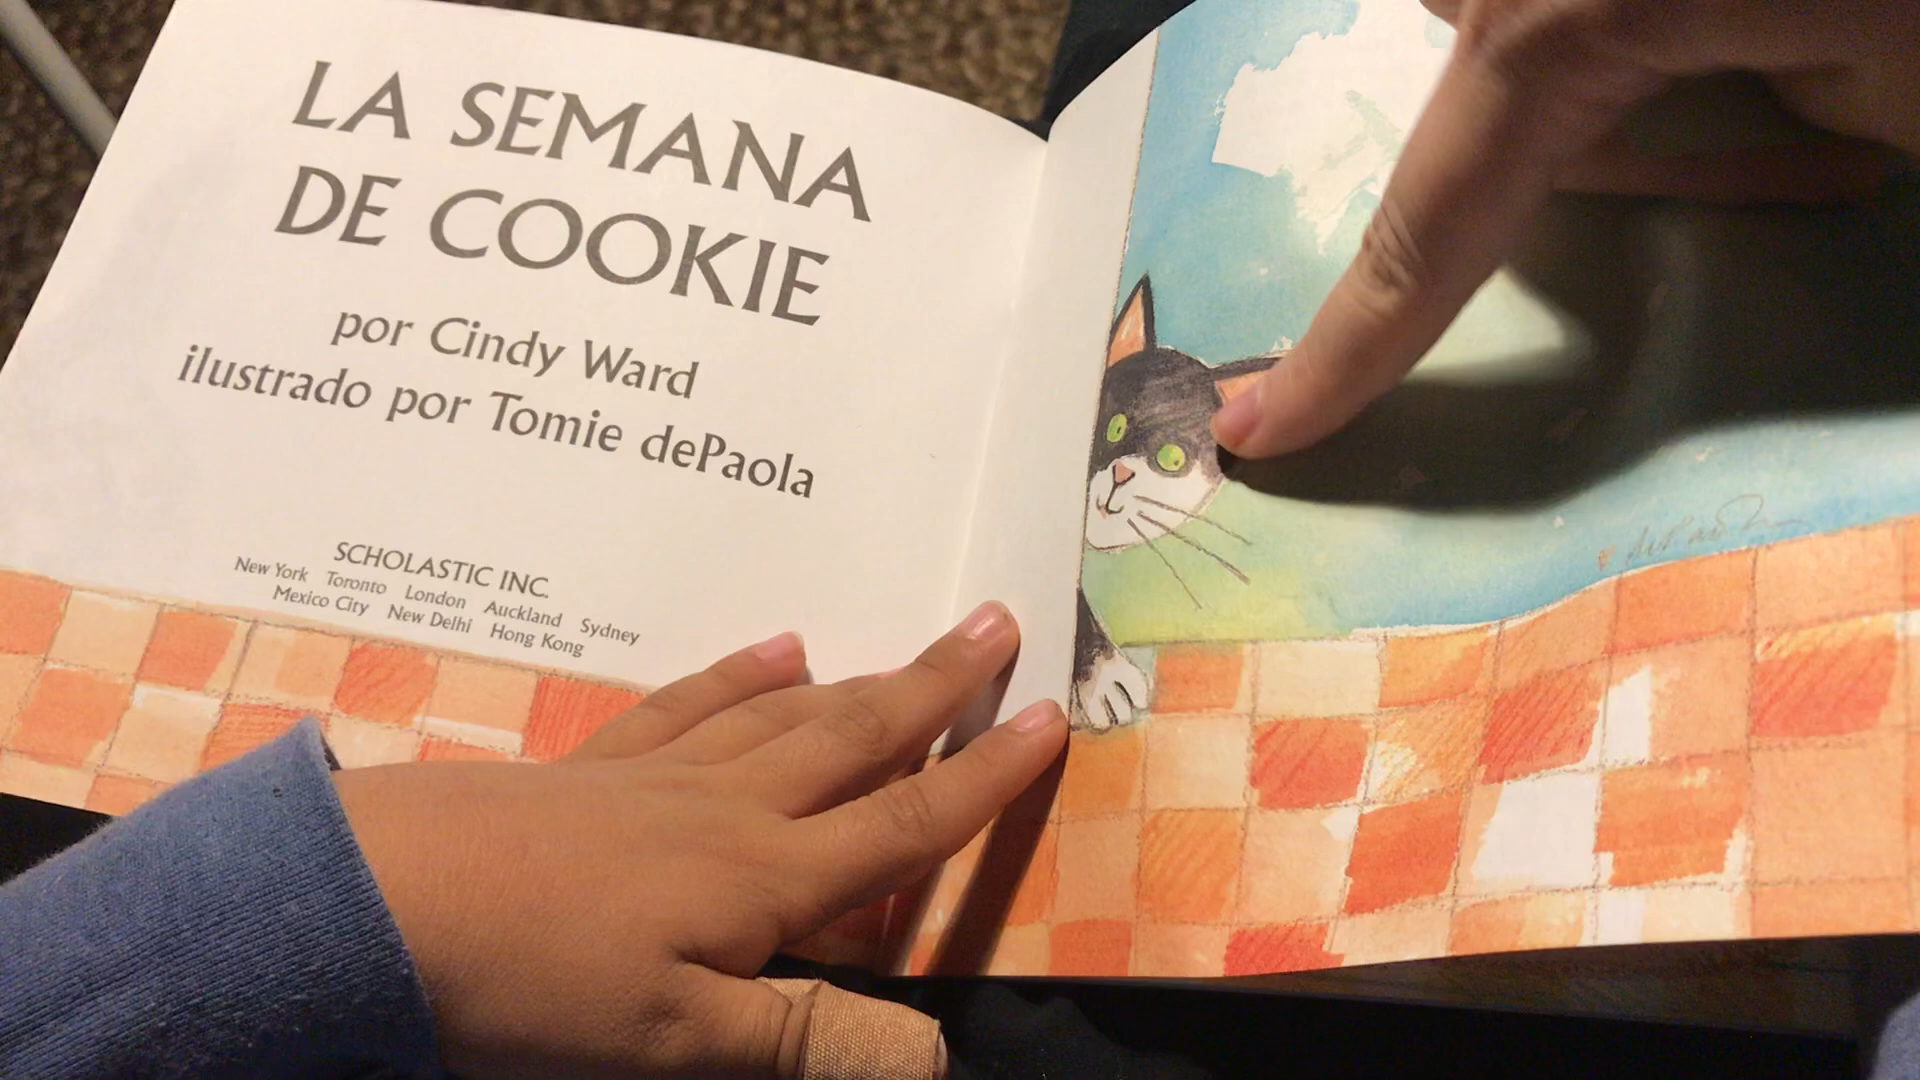 LA SEMANA
DE COOKIE
por Cindy Ward
ilustrado por Tomie dePaola
SCHOLASTIC INC.
New York Toronto London Auckland Sydney
Mexico City New Delhi Hong Kong